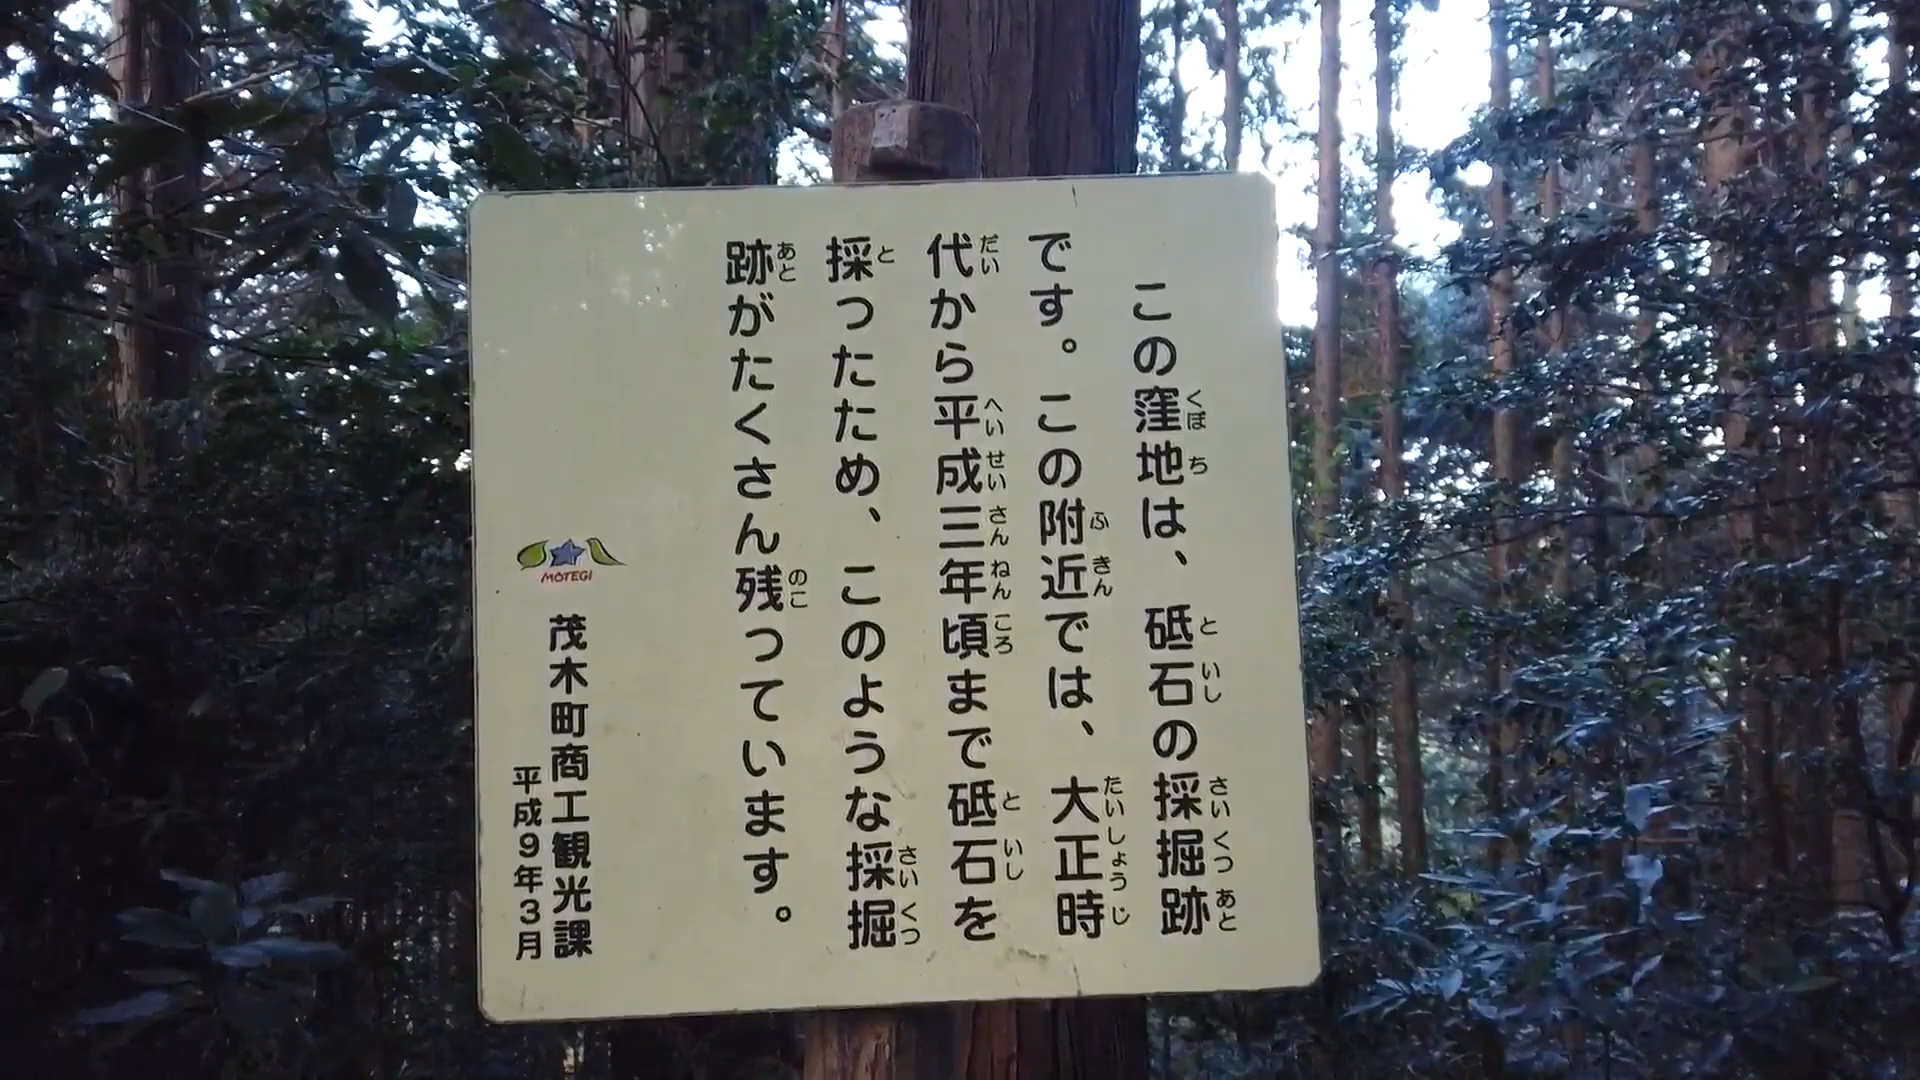 この窪地は、砥石の採掘跡
です。この附近では、大正時
代から平成三年頃まで砥石を
採ったため、このような採掘
跡がたくさん残っています。
MOTEGI
茂木町商工観光課
平成9年3月